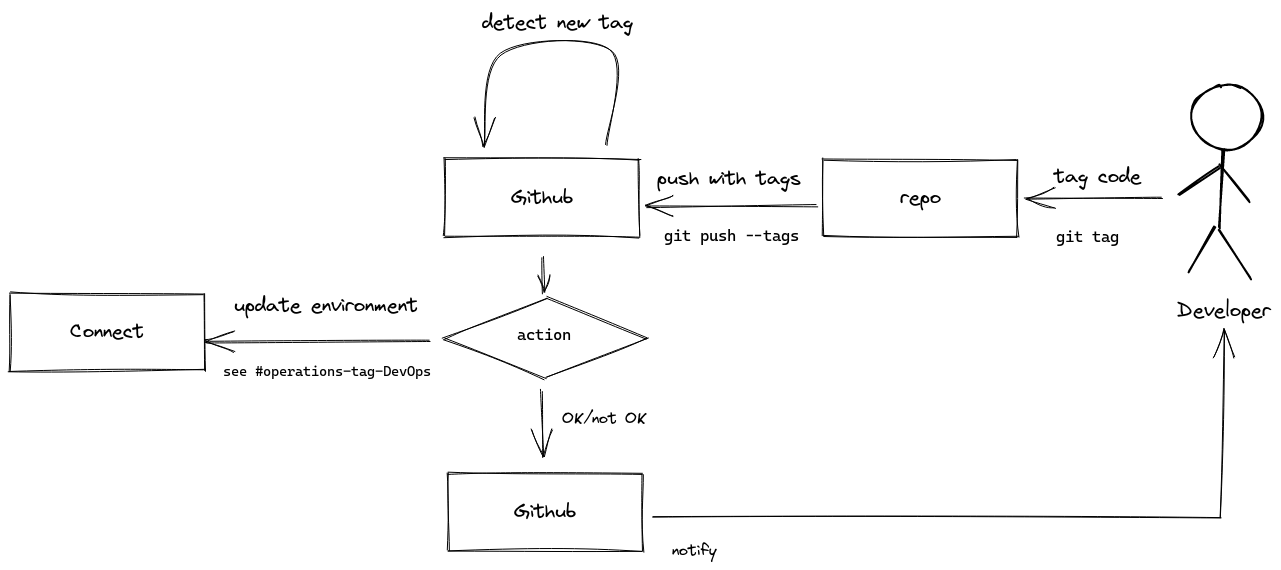 detect new tag
Github
push with tags
git push --tags
repo
tag code
git tag
Developer
Connect
update environment
see #operations-tag-DevOps
action
OK/not OK
Github
notify